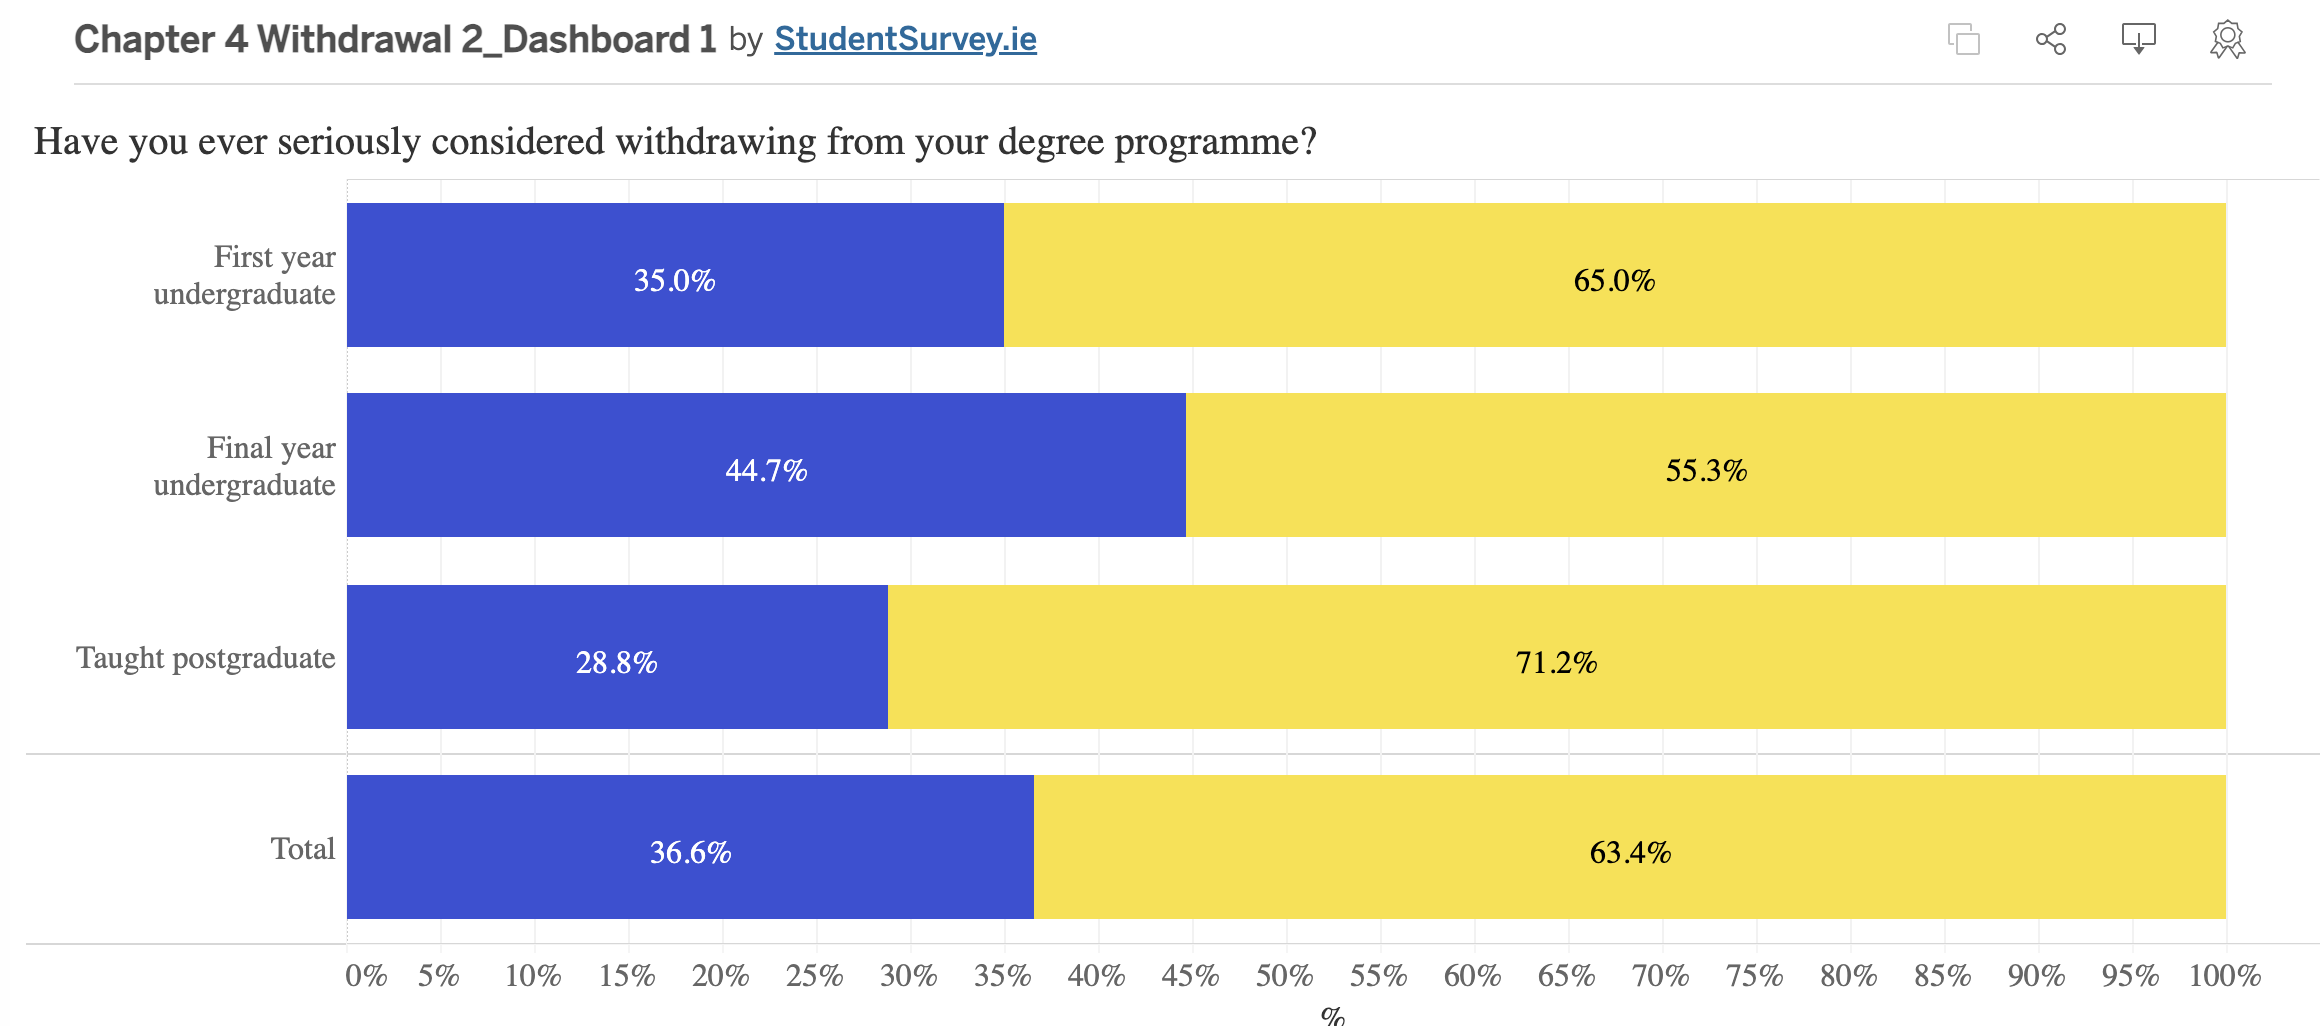 Chapter 4 Withdrawal 2_Dashboard 1 by StudentSurvey.ie
Have you ever seriously considered withdrawing from your degree programme?
First year
undergraduate
35.0% 65.0%
Final year
undergraduate
44.7% 55.3%
Taught postgraduate 28.8% 71.2%
Total 36.6% 63.4%
0% 5% 10% 15% 20% 25% 30% 35% 40% 45% 50% 55% 60% 65% 70% 75% 80% 85% 90% 95% 100%
%